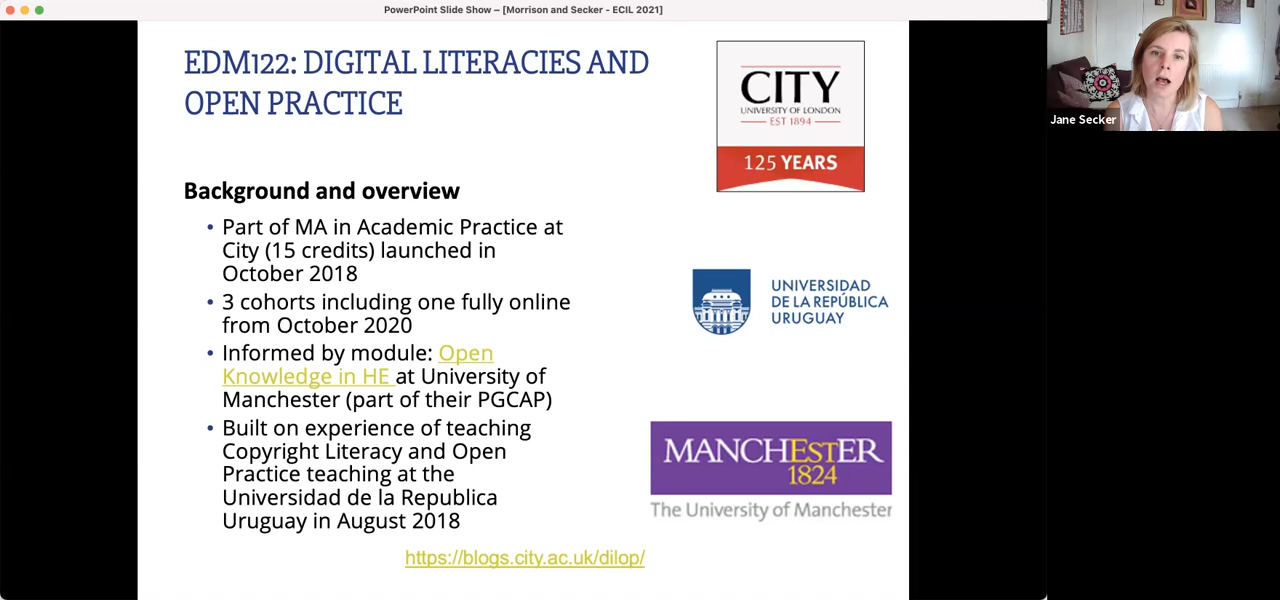 PowerPoint Slide Show – [Morrison and Secker - ECIL 2021]
EDM122: DIGITAL LITERACIES AND
OPEN PRACTICE
Background and overview
• Part of MA in Academic Practice at
City (15 credits) launched in
October 2018
• 3 cohorts including one fully online
from October 2020
• Informed by module: Open
Knowledge in HE at University of
Manchester (part of their PGCAP)
• Built on experience of teaching
Copyright Literacy and Open
Practice teaching at the
Universidad de la Republica
Uruguay in August 2018
https://blogs.city.ac.uk/dilop/
CITY
UNIVERSITY OF LONDON
EST 1894
125 YEARS
UNIVERSIDAD
DE LA REPÚBLICA
URUGUAY
MANCHEstER
1824
The University of Manchester
Jane Secker